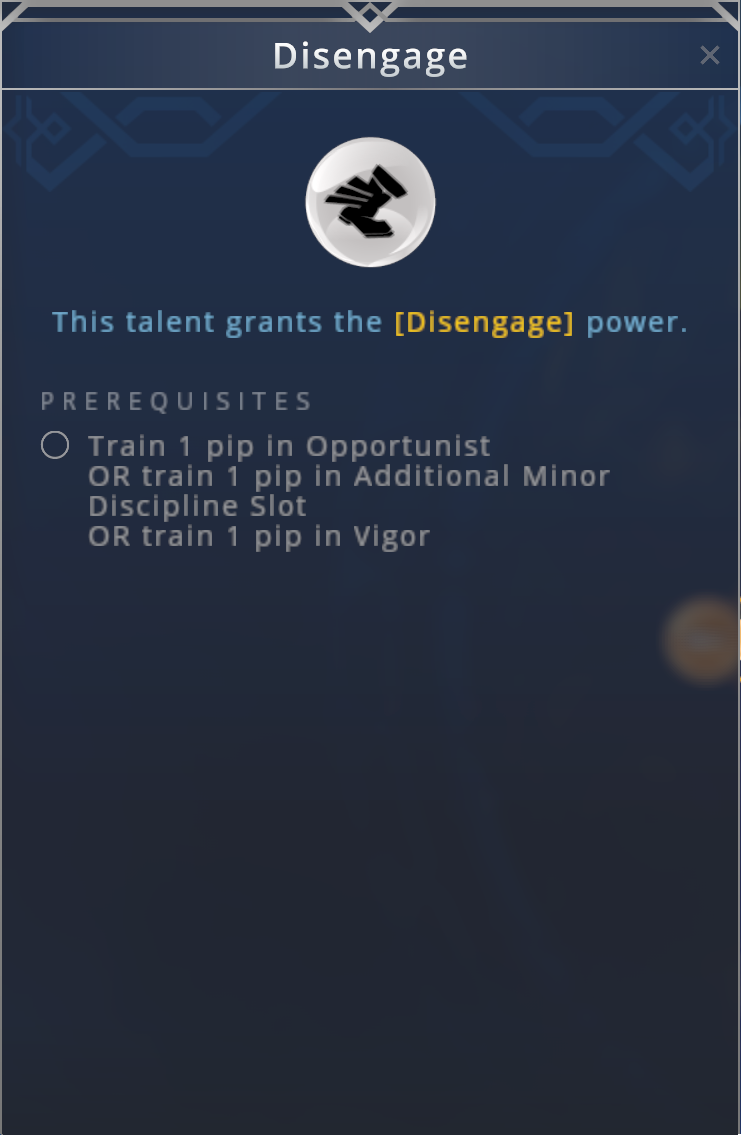 Disengage
This talent grants the [Disengage] power.
PREREQUISITES
Train 1 pip in Opportunist
OR train 1 pip in Additional Minor
Discipline Slot
OR train 1 pip in Vigor